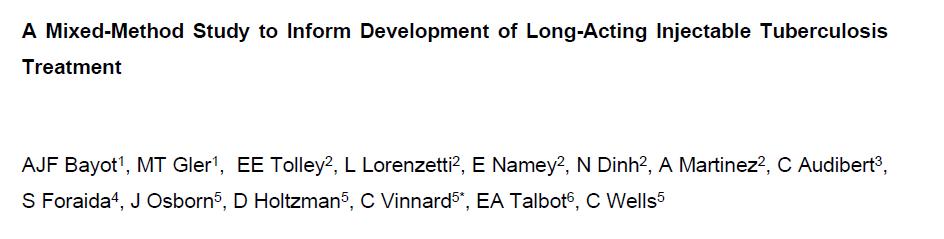 A Mixed-Method Study to Inform Development of Long-Acting Injectable Tuberculosis
Treatment
AJF Bayot¹, MT Gler¹, EE Tolley², L Lorenzetti², E Namey², N Dinh², A Martinez², C Audibert³,
S Foraida⁴, J Osborn⁵, D Holtzman⁵, C Vinnard⁵*, EA Talbot⁶, C Wells⁵